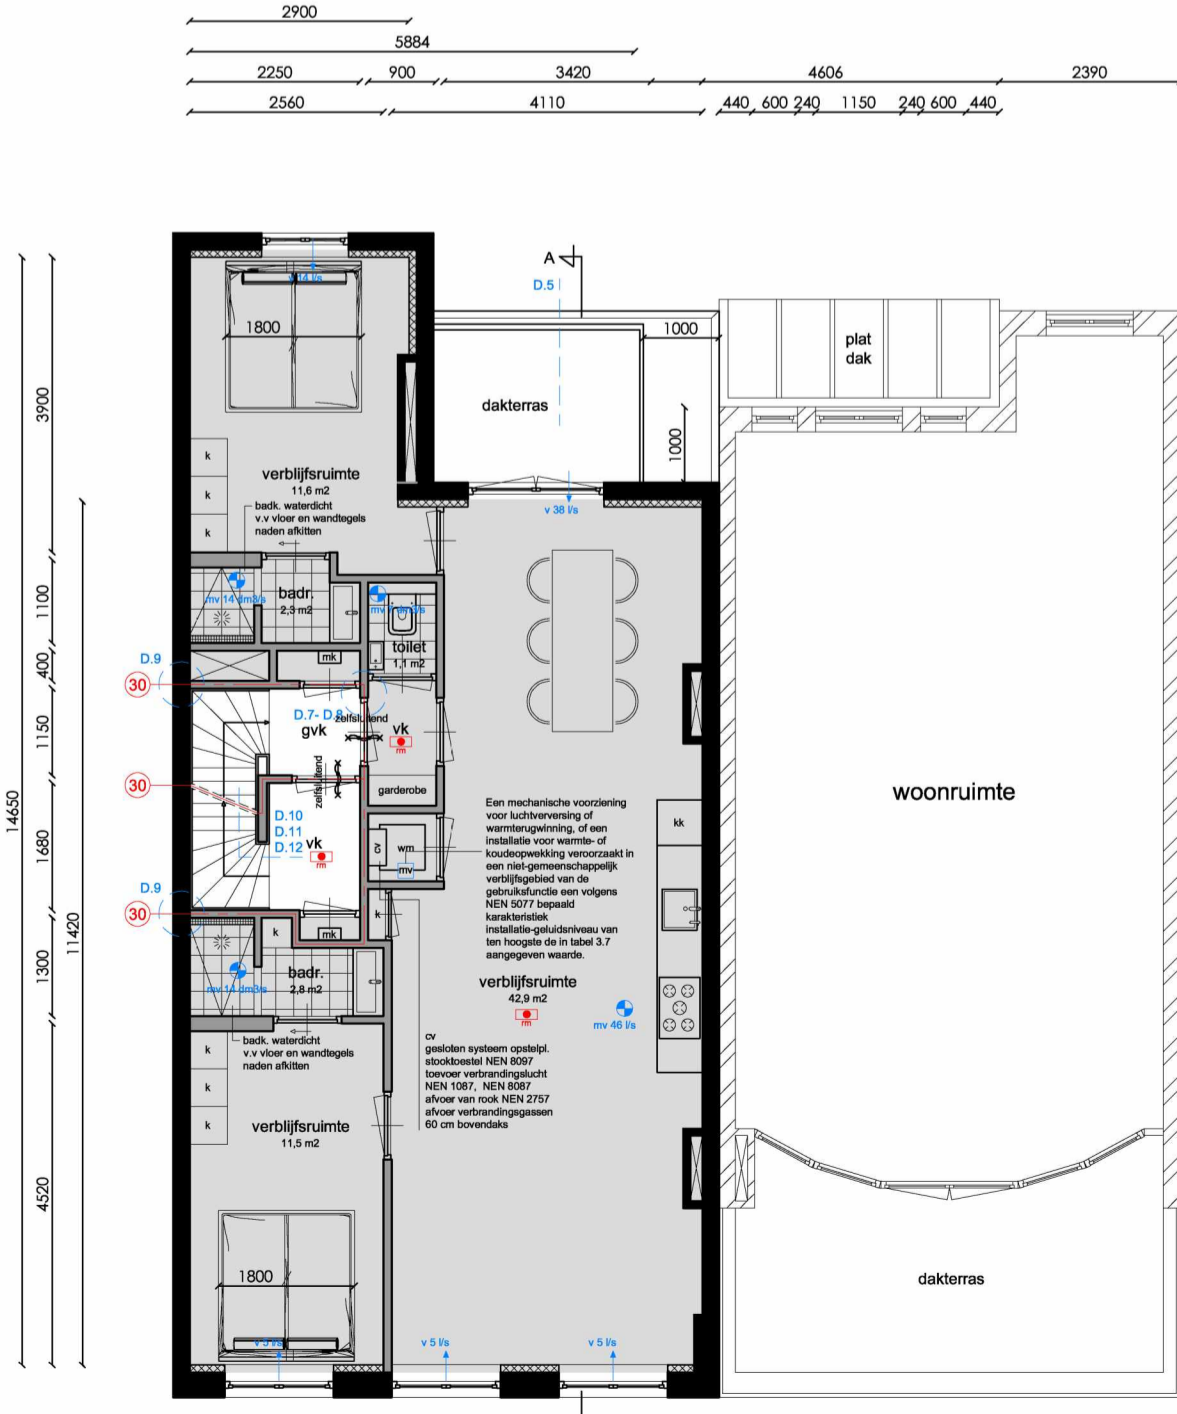 2900
5884
2250 900 3420 4606 2390
2560 4110 440 600 240 1150 240 600 440
A
D.5
v 14 l/s
1800
1000
plat
dak
dakterras
1000
3900
k
verblijfsruimte
11,6 m2
k
badk. waterdicht
v.v vloer en wandtegels
naden afkitten
k
v 38 l/s
1100
badr.
2,3 m2
mv 14 dm3/s
mv 7 dm3/s
toilet
1,1 m2
400
D.9
mk
30
1150
D.7- D.8
zelfsluitend
gvk
vk
rm
zelfsluitend
30
garderobe
woonruimte
14650
11420
1680
D.10
D.11
D.12
vk
rm
cv
wm
mv
kk
Een mechanische voorziening
voor luchtverversing of
warmterugwinning, of een
installatie voor warmte- of
koudeopwekking veroorzaakt in
een niet-gemeenschappelijk
verblijfsgebied van de
gebruiksfunctie een volgens
NEN 5077 bepaald
karakteristiek
installatie-geluidsniveau van
ten hoogste de in tabel 3.7
aangegeven waarde.
D.9
30
k
k
mk
1300
badr.
2,8 m2
mv 14 dm3/s
verblijfsruimte
42,9 m2
rm
mv 46 l/s
badk. waterdicht
v.v vloer en wandtegels
naden afkitten
k
k
k
cv
gesloten systeem opstelpl.
stooktoestel NEN 8097
toevoer verbrandingslucht
NEN 1087, NEN 8087
afvoer van rook NEN 2757
afvoer verbrandingsgassen
60 cm bovendaks
verblijfsruimte
11,5 m2
4520
1800
dakterras
v 5 l/s
v 5 l/s
v 5 l/s